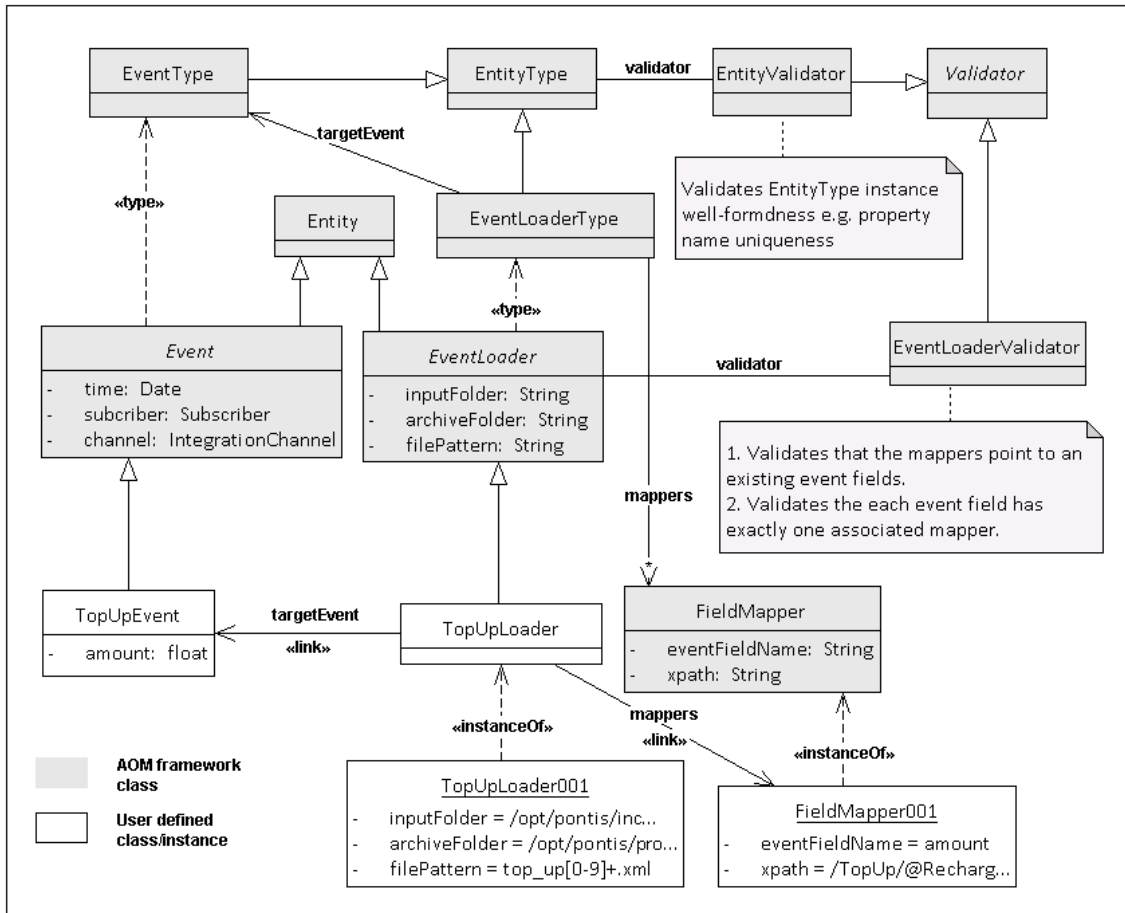 EventType
EntityType
validator
EntityValidator
Validator
targetEvent
Validates EntityType instance
well-formdness e.g. property
name uniqueness
«type»
Entity
EventLoaderType
«type»
Event
- time: Date
- subcriber: Subscriber
- channel: IntegrationChannel
EventLoader
- inputFolder: String
- archiveFolder: String
- filePattern: String
validator
EventLoaderValidator
1. Validates that the mappers point to an
existing event fields.
2. Validates the each event field has
exactly one associated mapper.
mappers
*
TopUpEvent
- amount: float
targetEvent
«link»
TopUpLoader
FieldMapper
- eventFieldName: String
- xpath: String
mappers
«link»
«instanceOf»
«instanceOf»
AOM framework
class
User defined
class/instance
TopUpLoader001
- inputFolder = /opt/pontis/inc...
- archiveFolder = /opt/pontis/pro...
- filePattern = top_up[0-9]+.xml
FieldMapper001
- eventFieldName = amount
- xpath = /TopUp/@Recharg...